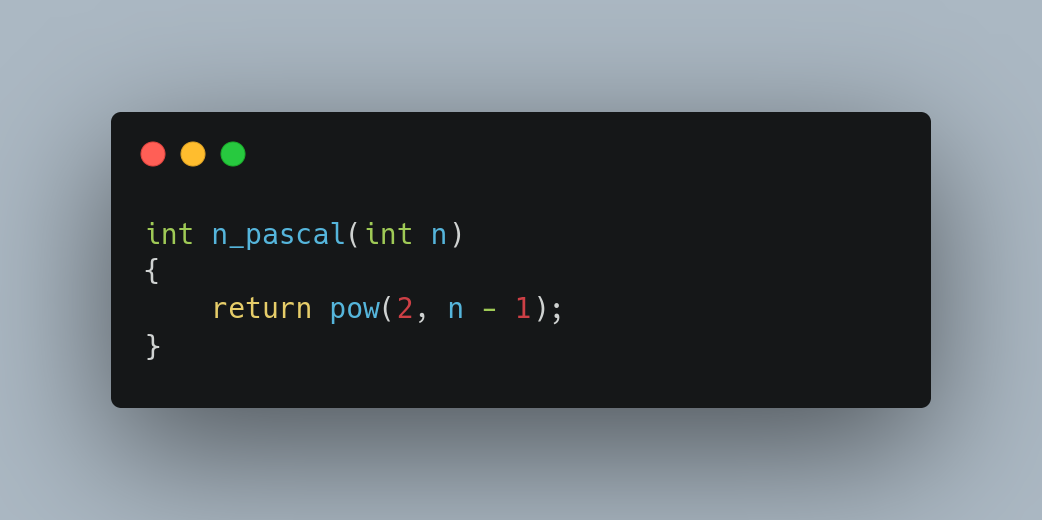 int n_pascal(int n)
{
    return pow(2, n - 1);
}